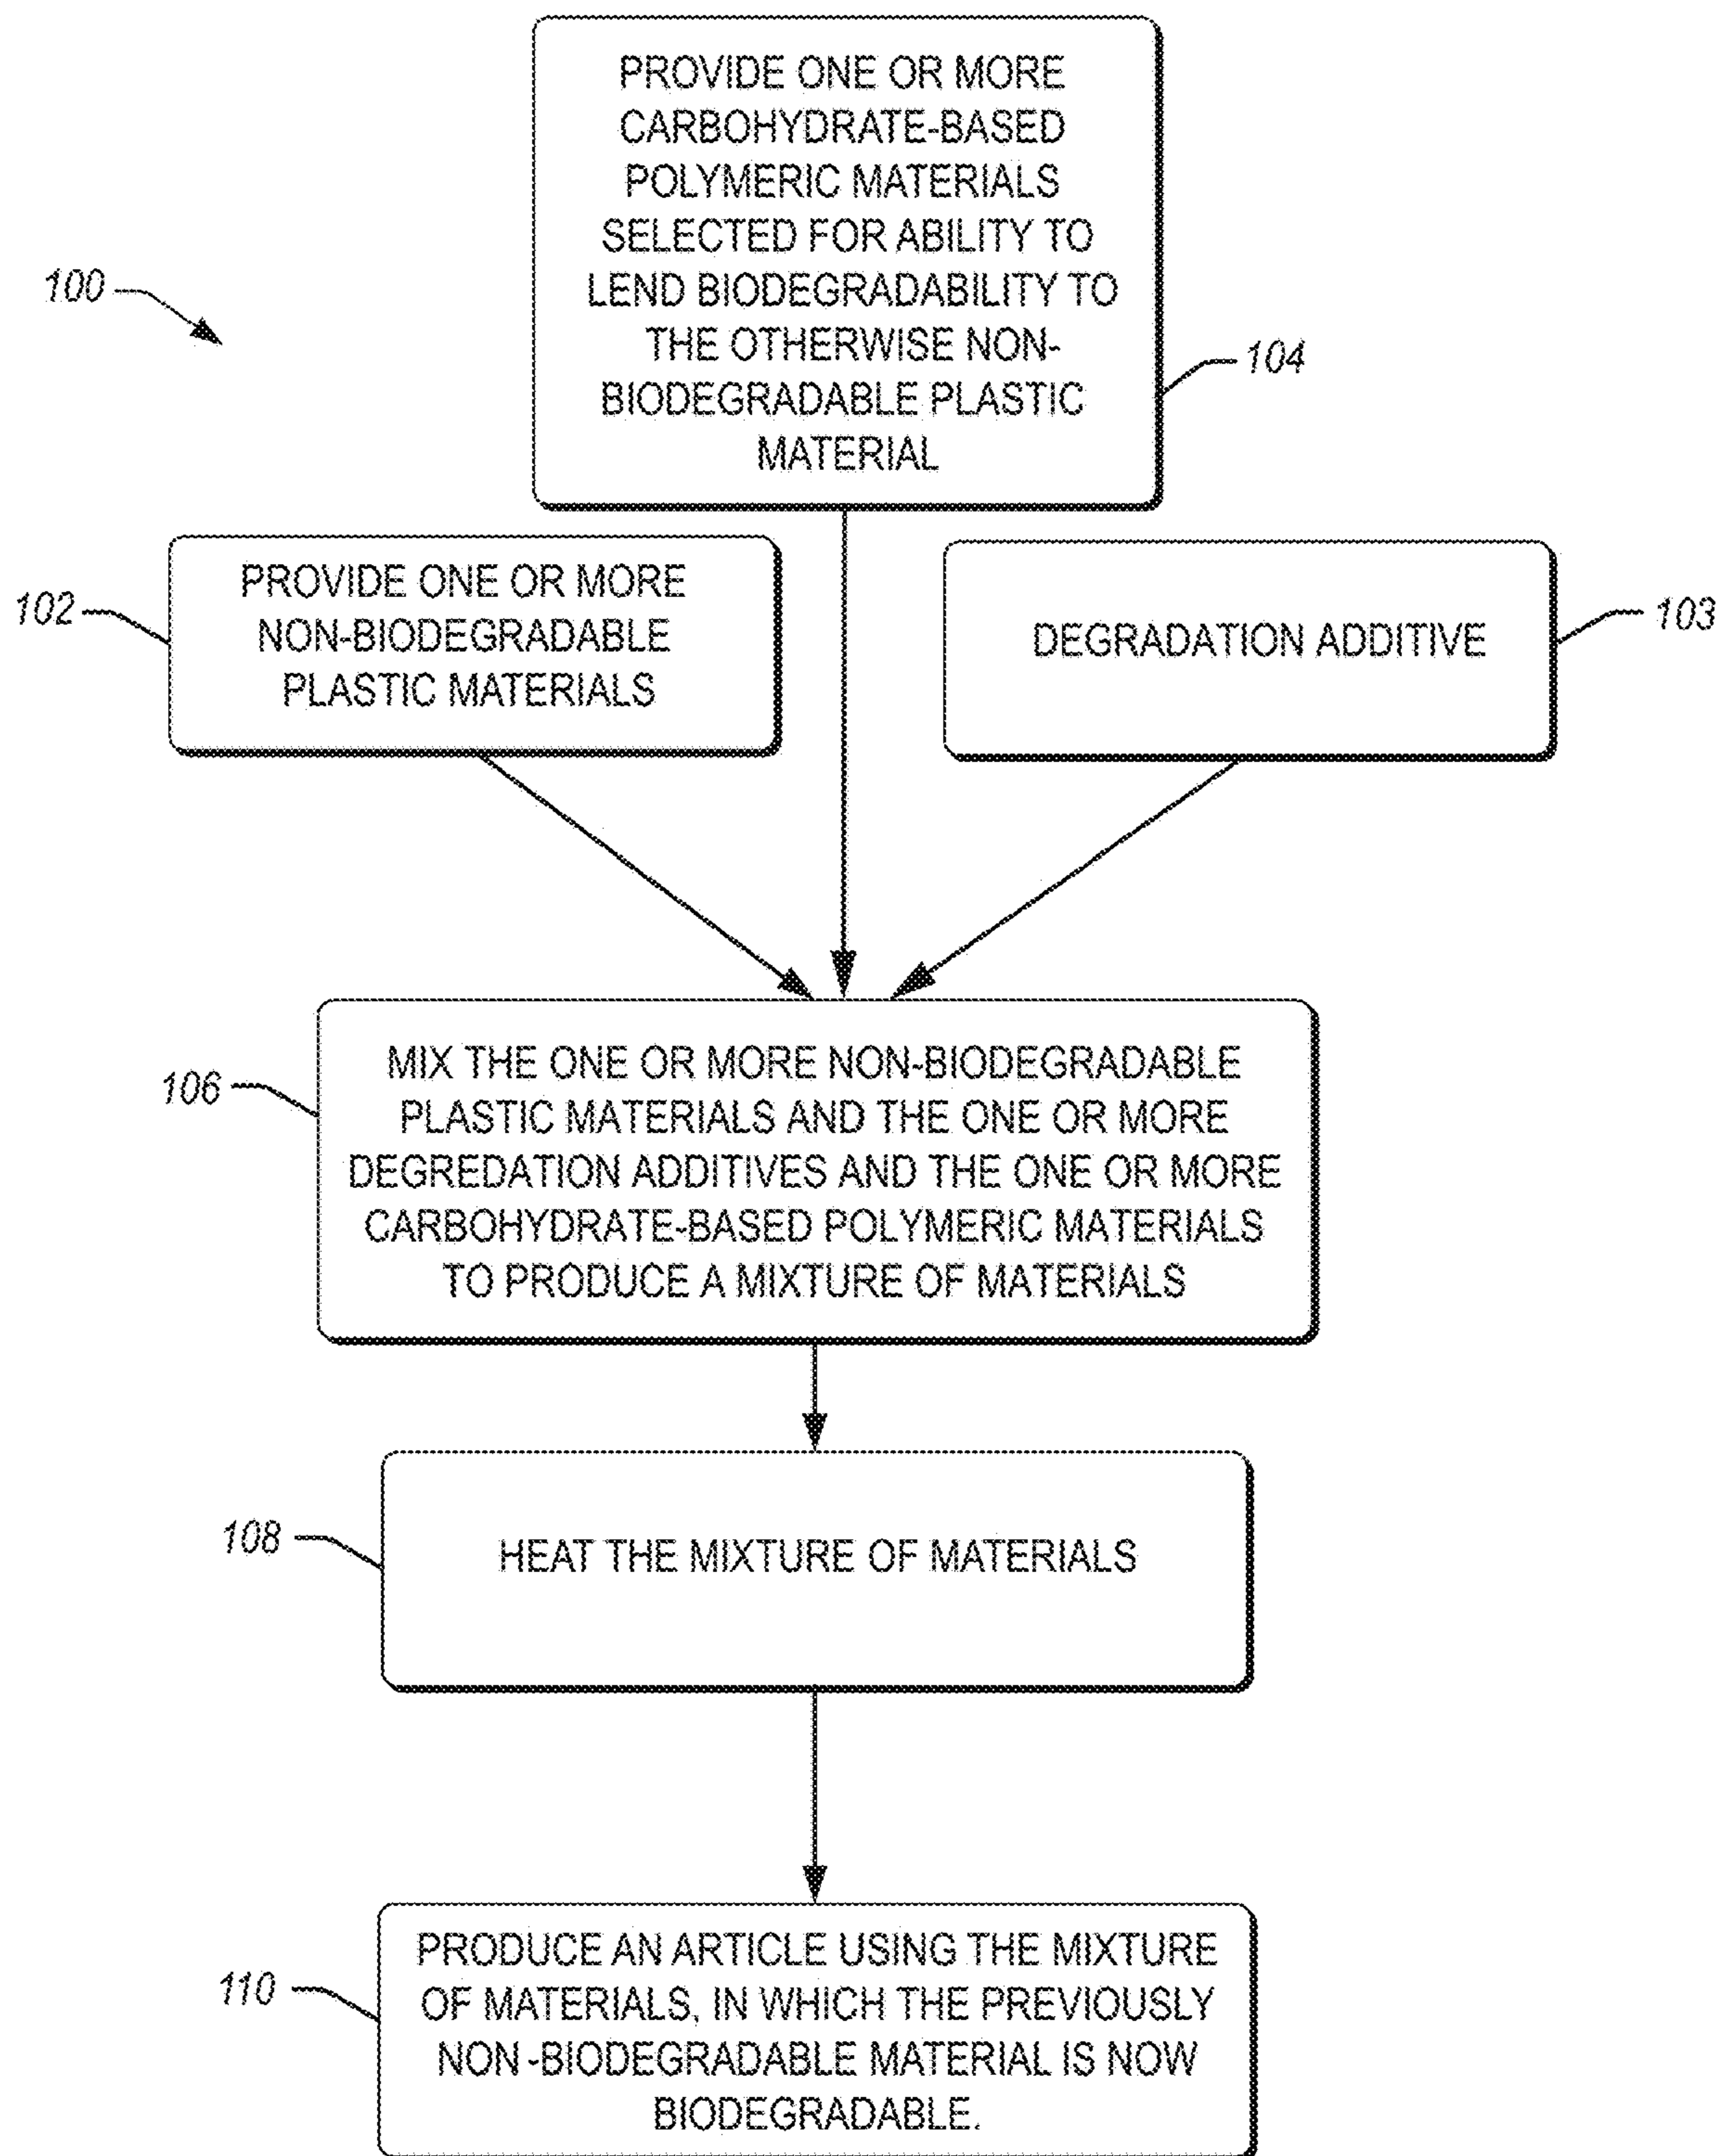 PROVIDE ONE OR MORE
CARBOHYDRATE-BASED
POLYMERIC MATERIALS
SELECTED FOR ABILITY TO
LEND BIODEGRADABILITY TO
THE OTHERWISE NON-
BIODEGRADABLE PLASTIC
MATERIAL
100
104
PROVIDE ONE OR MORE
NON-BIODEGRADABLE
PLASTIC MATERIALS
102
DEGRADATION ADDITIVE
103
MIX THE ONE OR MORE NON-BIODEGRADABLE
PLASTIC MATERIALS AND THE ONE OR MORE
DEGREDATION ADDITIVES AND THE ONE OR MORE
CARBOHYDRATE-BASED POLYMERIC MATERIALS
TO PRODUCE A MIXTURE OF MATERIALS
106
HEAT THE MIXTURE OF MATERIALS
108
PRODUCE AN ARTICLE USING THE MIXTURE
OF MATERIALS, IN WHICH THE PREVIOUSLY
NON-BIODEGRADABLE MATERIAL IS NOW
BIODEGRADABLE.
110